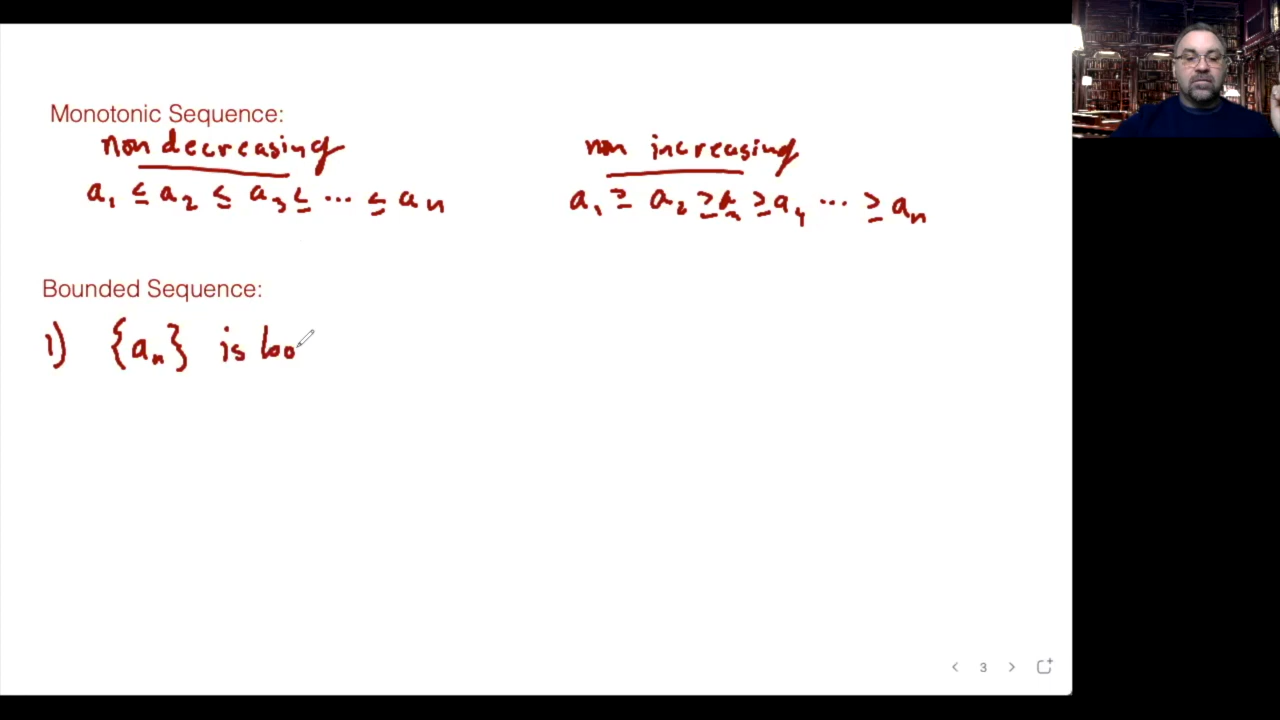 Monotonic Sequence:
non decreasing
a₁ ≤ a₂ ≤ a₃ ≤ ··· ≤ aₙ
non increasing
a₁ ≥ a₂ ≥ a₃ ≥ a₄ ··· ≥ aₙ
Bounded Sequence:
1) {aₙ} is boo
3